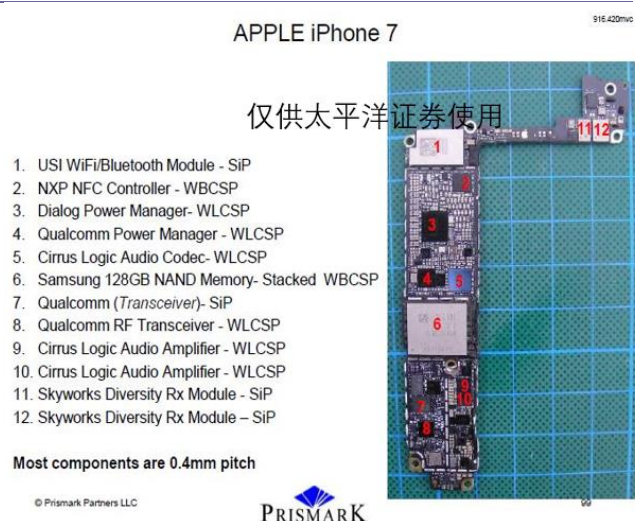 916.420mvc
APPLE iPhone 7
仅供太平洋证券使用
1. USI WiFi/Bluetooth Module - SiP
2. NXP NFC Controller - WBCSP
3. Dialog Power Manager- WLCSP
4. Qualcomm Power Manager - WLCSP
5. Cirrus Logic Audio Codec- WLCSP
6. Samsung 128GB NAND Memory- Stacked WBCSP
7. Qualcomm (Transceiver)- SiP
8. Qualcomm RF Transceiver - WLCSP
9. Cirrus Logic Audio Amplifier - WLCSP
10. Cirrus Logic Audio Amplifier - WLCSP
11. Skyworks Diversity Rx Module - SiP
12. Skyworks Diversity Rx Module – SiP
Most components are 0.4mm pitch
11 12
1
2
3
4 5
6
9
10
7
8
© Prismark Partners LLC
PRISMARK